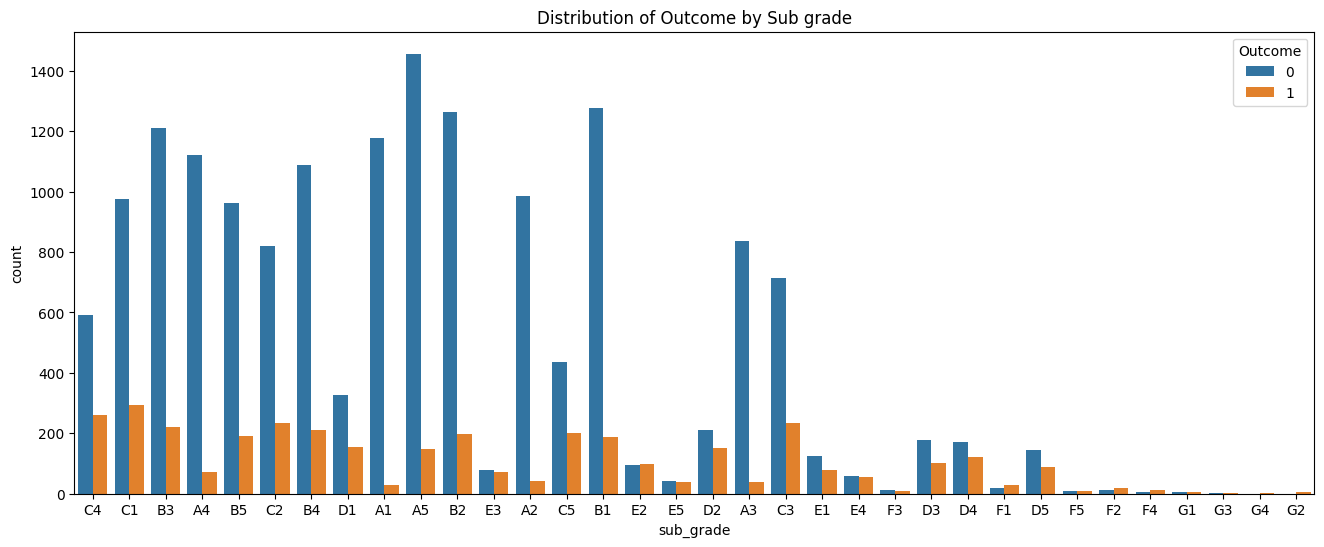 Distribution of Outcome by Sub grade
Outcome
0
1
count
1400
1200
1000
800
600
400
200
0
C4 C1 B3 A4 B5 C2 B4 D1 A1 A5 B2 E3 A2 C5 B1 E2 E5 D2 A3 C3 E1 E4 F3 D3 D4 F1 D5 F5 F2 F4 G1 G3 G4 G2
sub_grade